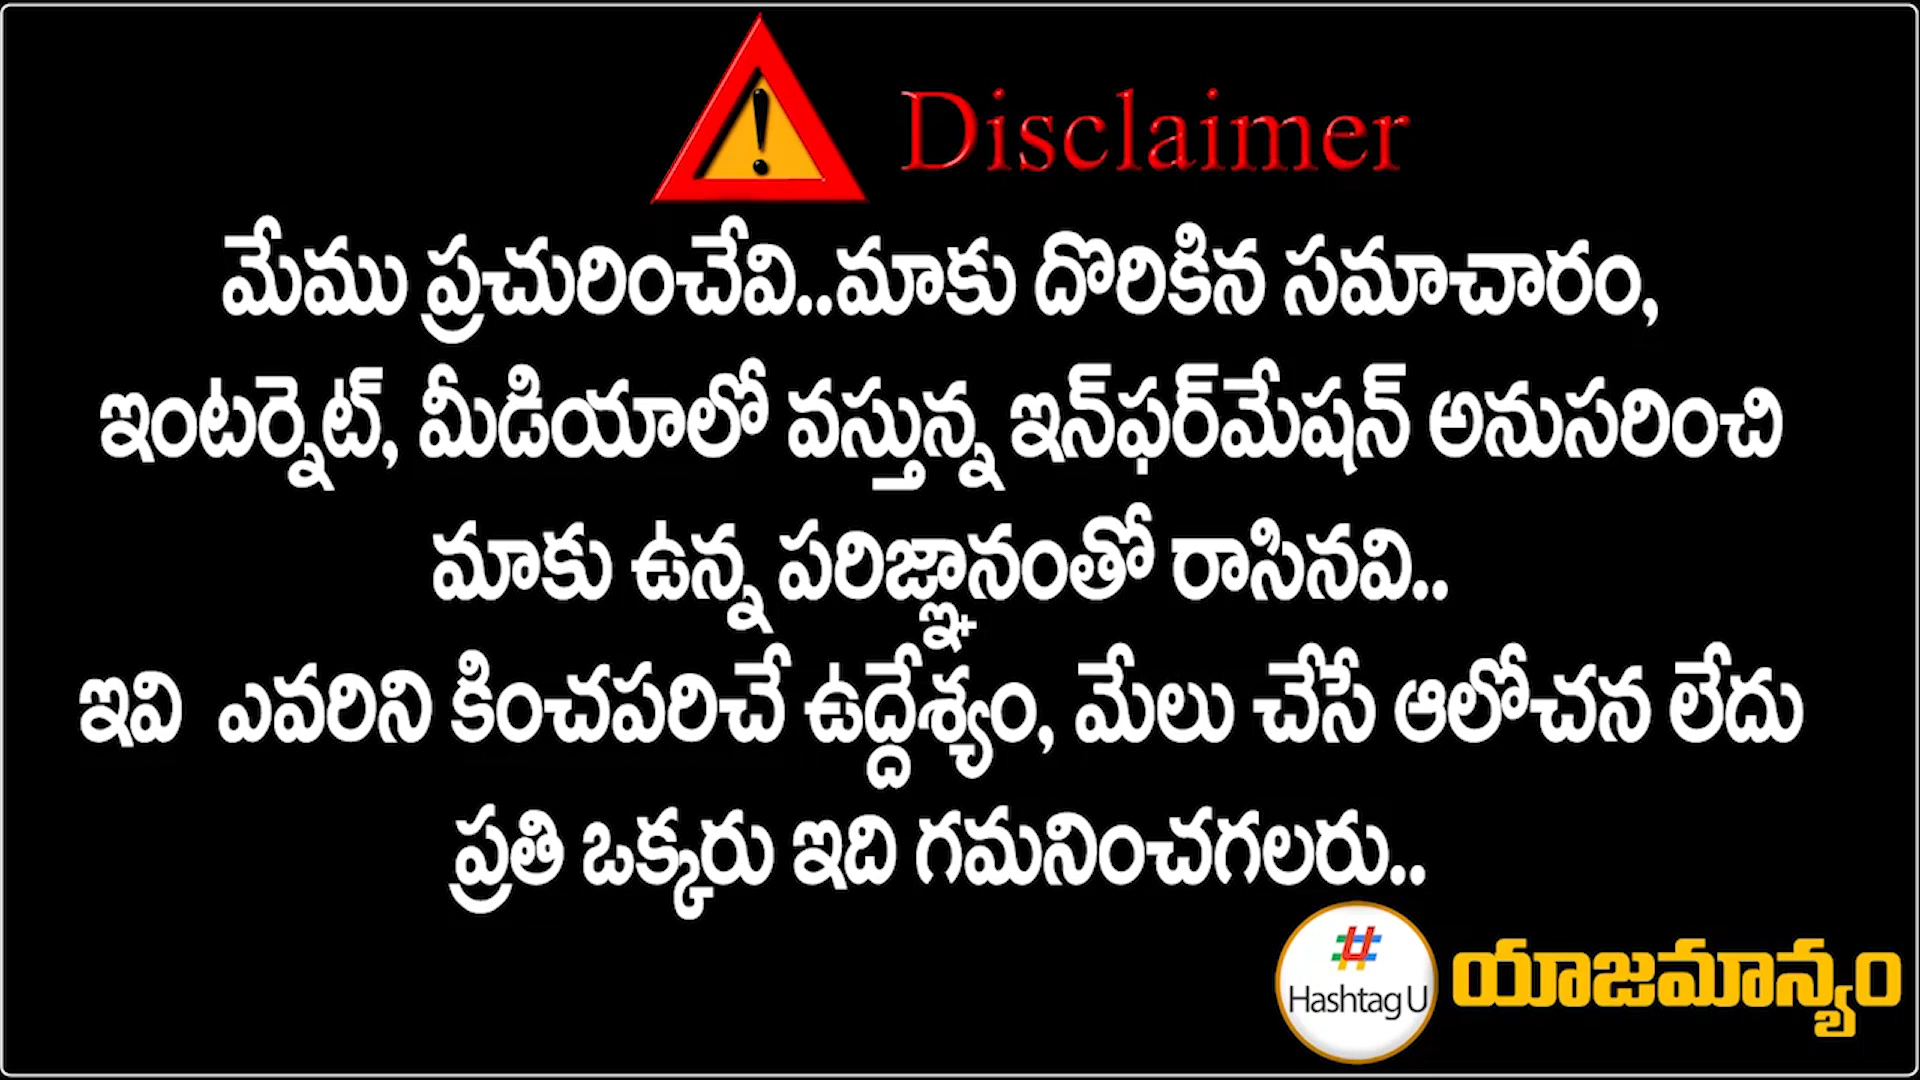 Disclaimer
మేము ప్రచురించేవి..మాకు దొరికిన సమాచారం,
ఇంటర్నెట్, మీడియాలో వస్తున్న ఇన్‌ఫర్‌మేషన్ అనుసరించి
మాకు ఉన్న పరిజ్ఞానంతో రాసినవి..
ఇవి ఎవరిని కించపరిచే ఉద్దేశ్యం, మేలు చేసే ఆలోచన లేదు
ప్రతి ఒక్కరు ఇది గమనించగలరు..
Hashtag U యాజమాన్యం